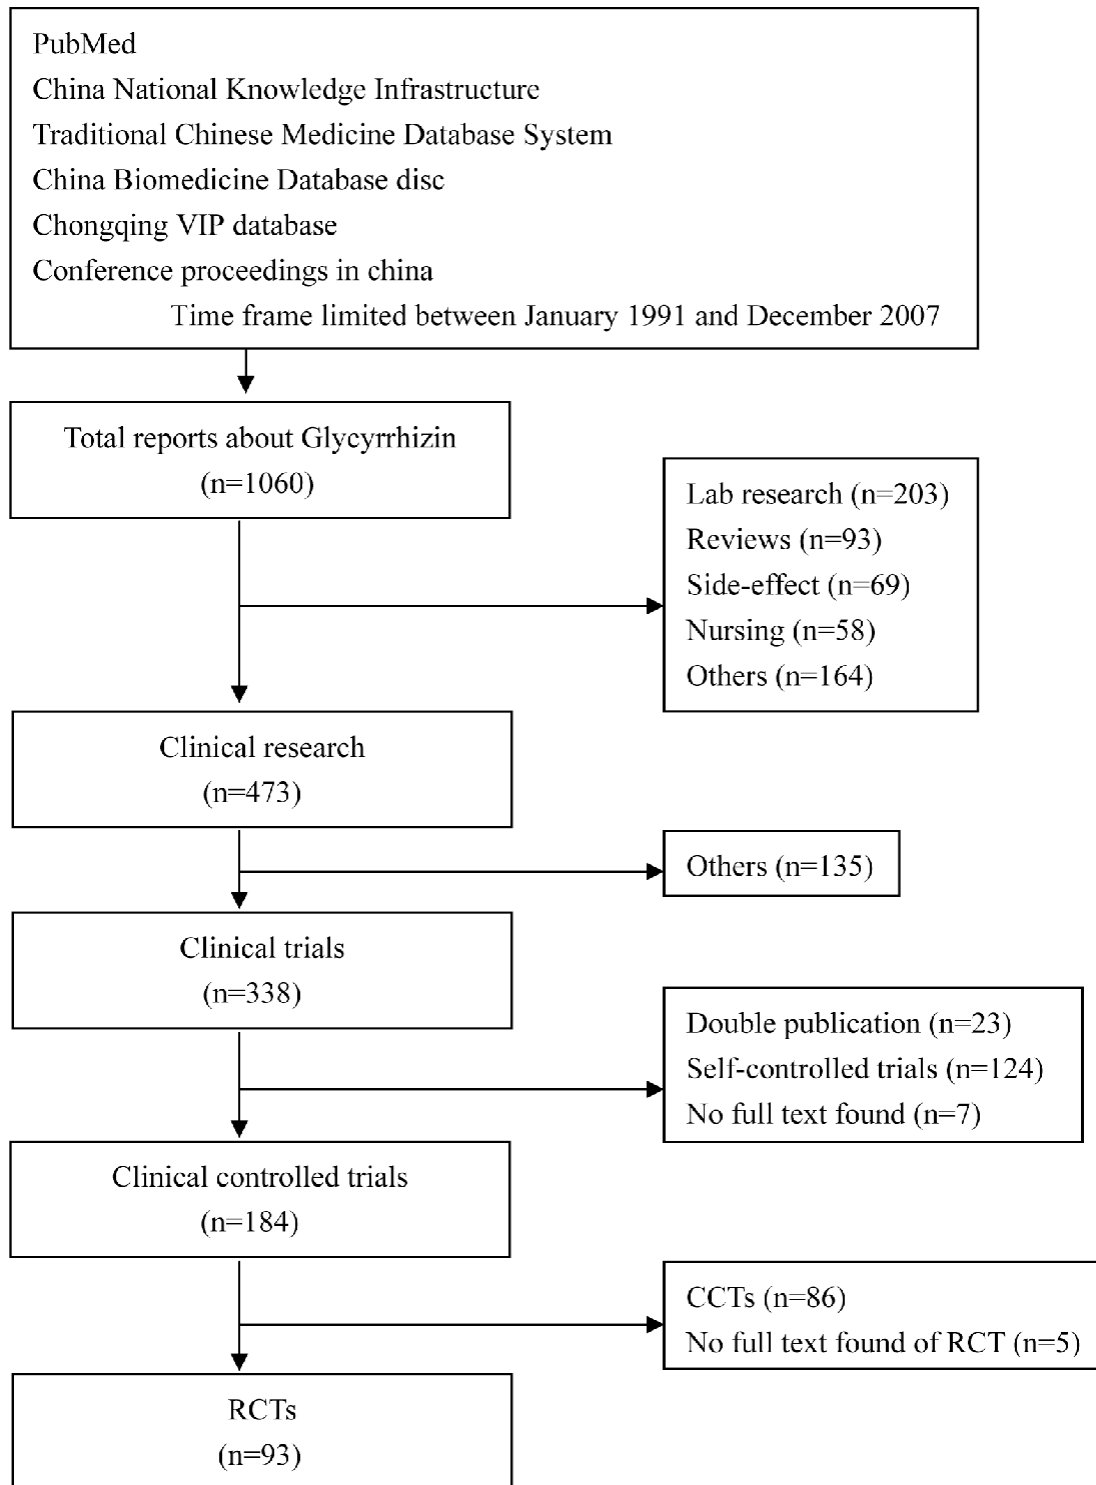 PubMed
China National Knowledge Infrastructure
Traditional Chinese Medicine Database System
China Biomedicine Database disc
Chongqing VIP database
Conference proceedings in china
Time frame limited between January 1991 and December 2007
Total reports about Glycyrrhizin
(n=1060)
Lab research (n=203)
Reviews (n=93)
Side-effect (n=69)
Nursing (n=58)
Others (n=164)
Clinical research
(n=473)
Others (n=135)
Clinical trials
(n=338)
Double publication (n=23)
Self-controlled trials (n=124)
No full text found (n=7)
Clinical controlled trials
(n=184)
CCTs (n=86)
No full text found of RCT (n=5)
RCTs
(n=93)